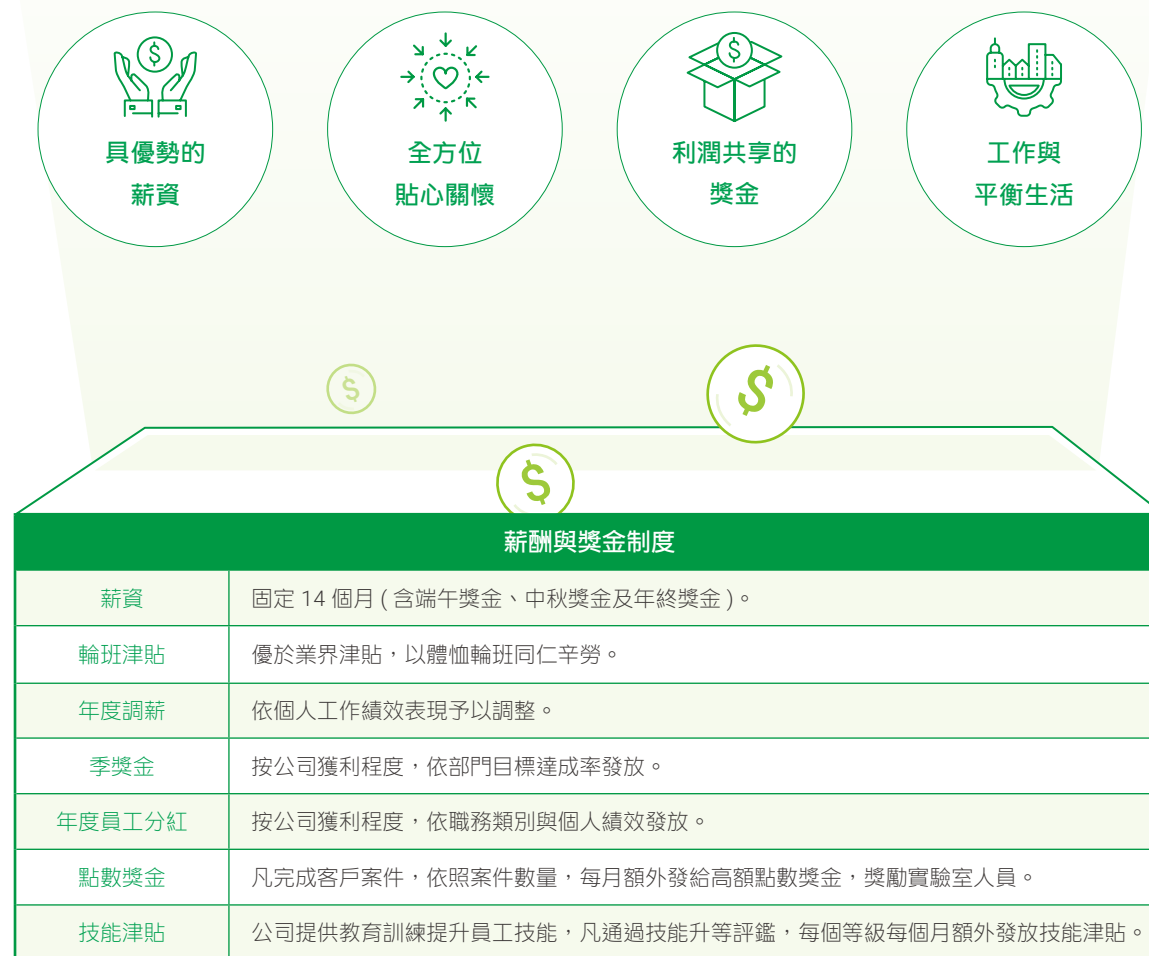 具優勢的
薪資
全方位
貼心關懷
利潤共享的
獎金
工作與
平衡生活
薪酬與獎金制度
薪資 固定 14 個月 ( 含端午獎金、中秋獎金及年終獎金 )。
輪班津貼 優於業界津貼，以體恤輪班同仁辛勞。
年度調薪 依個人工作績效表現予以調整。
季獎金 按公司獲利程度，依部門目標達成率發放。
年度員工分紅 按公司獲利程度，依職務類別與個人績效發放。
點數獎金 凡完成客戶案件，依照案件數量，每月額外發給高額點數獎金，獎勵實驗室人員。
技能津貼 公司提供教育訓練提升員工技能，凡通過技能升等評鑑，每個等級每個月額外發放技能津貼。